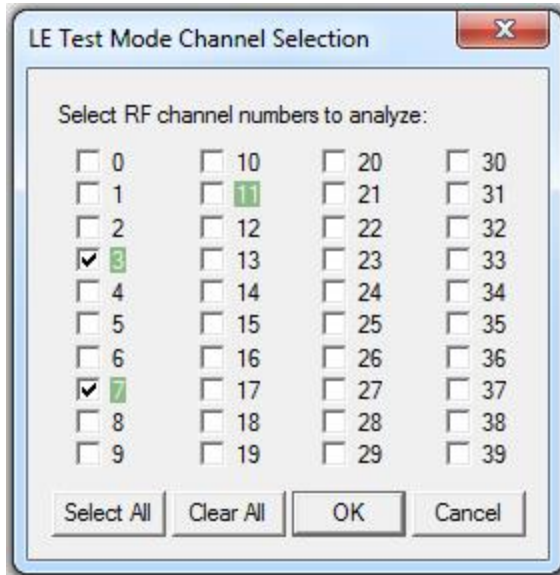 LE Test Mode Channel Selection
Select RF channel numbers to analyze:
0 10 20 30
1 11 21 31
2 12 22 32
3 13 23 33
4 14 24 34
5 15 25 35
6 16 26 36
7 17 27 37
8 18 28 38
9 19 29 39
Select All Clear All OK Cancel